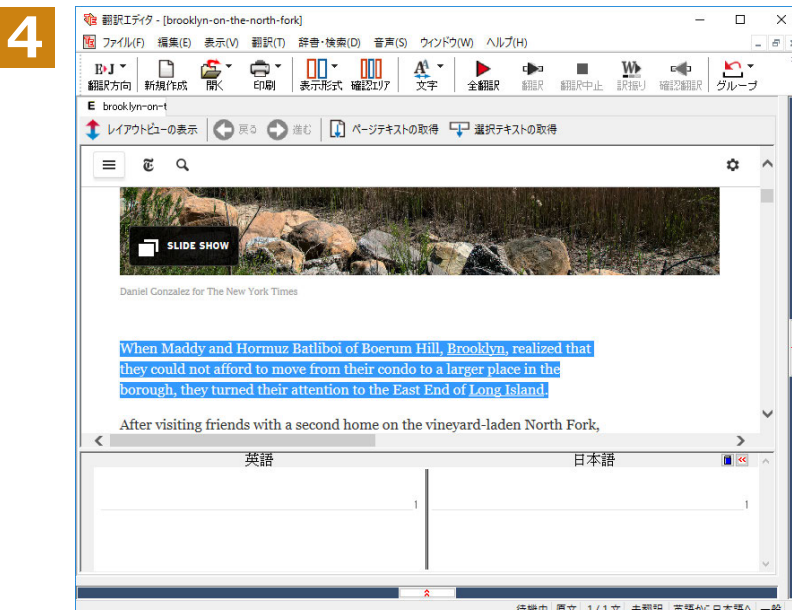 4
翻訳エディタ - [brooklyn-on-the-north-fork]
ファイル(F) 編集(E) 表示(V) 翻訳(T) 辞書・検索(D) 音声(S) ウィンドウ(W) ヘルプ(H)
翻訳方向 新規作成 開く 印刷 表示形式 確認エリア 文字 全翻訳 翻訳 翻訳中止 訳振り 確認翻訳 グループ
E brooklyn-on-t
レイアウトビューの表示 戻る 進む ページテキストの取得 選択テキストの取得
SLIDE SHOW
Daniel Gonzalez for The New York Times
When Maddy and Hormuz Batliboi of Boerum Hill, Brooklyn, realized that
they could not afford to move from their condo to a larger place in the
borough, they turned their attention to the East End of Long Island.
After visiting friends with a second home on the vineyard-laden North Fork,
英語 日本語
1 1
待機中 原文 1/1文 未翻訳 英語から日本語へ 一般